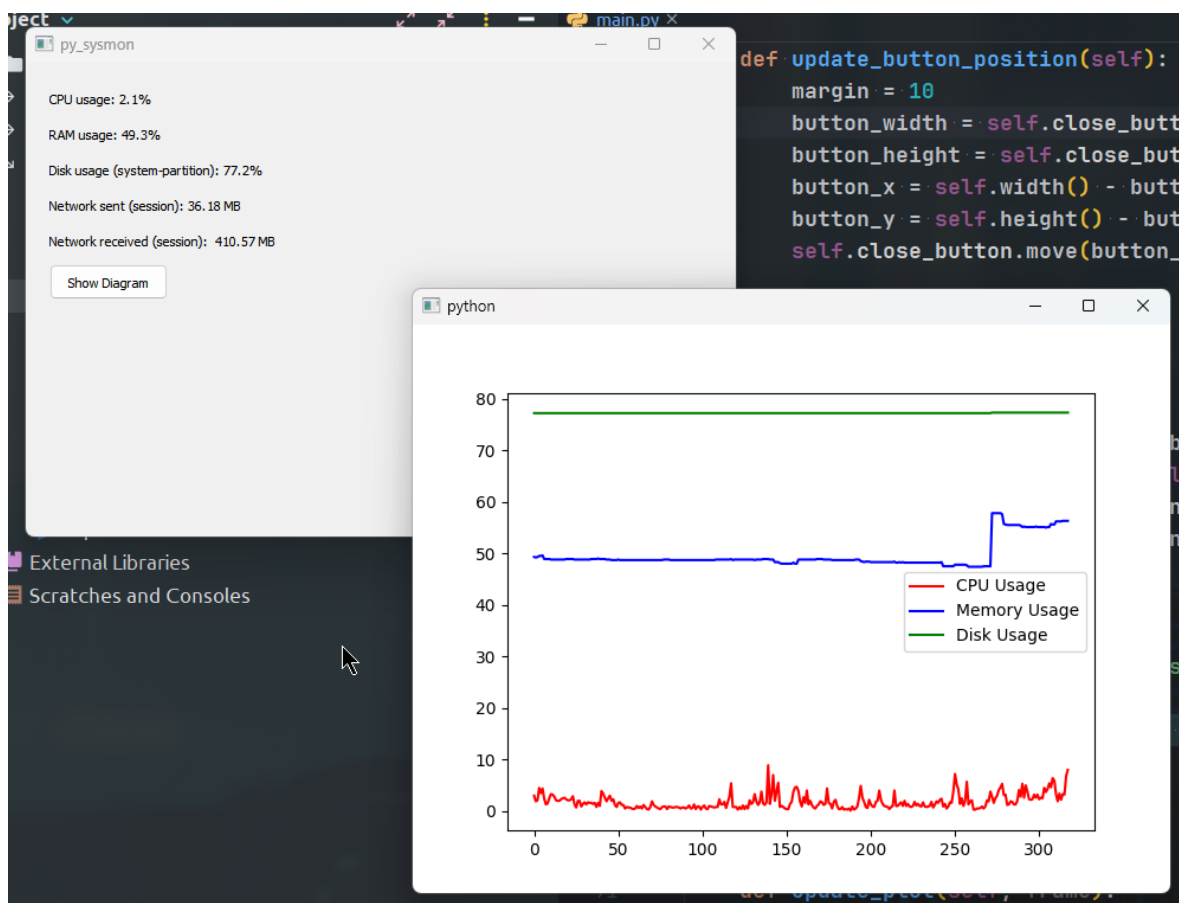 ject
main.py
py_sysmon
CPU usage: 2.1%
RAM usage: 49.3%
Disk usage (system-partition): 77.2%
Network sent (session): 36.18 MB
Network received (session): 410.57 MB
Show Diagram
def update_button_position(self):
margin = 10
button_width = self.close_butt
button_height = self.close_but
button_x = self.width() - butt
button_y = self.height() - but
self.close_button.move(button_
External Libraries
Scratches and Consoles
python
80
70
60
50
40
30
20
10
0
0 50 100 150 200 250 300
CPU Usage
Memory Usage
Disk Usage
def update_plot(self, frame):